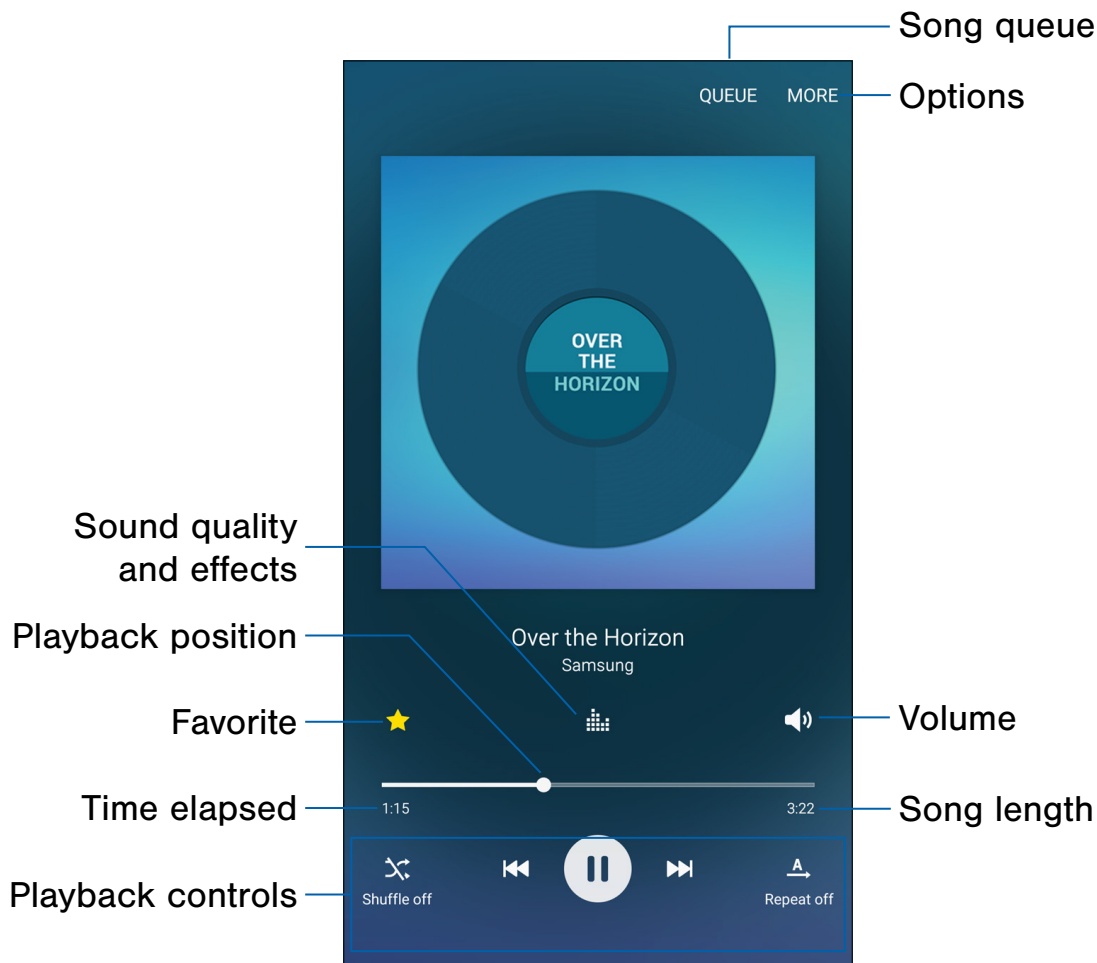 Song queue
QUEUE MORE
Options
OVER
THE
HORIZON
Sound quality
and effects
Playback position
Over the Horizon
Samsung
Favorite
Volume
Time elapsed
1:15
3:22
Song length
Playback controls
Shuffle off
A
Repeat off